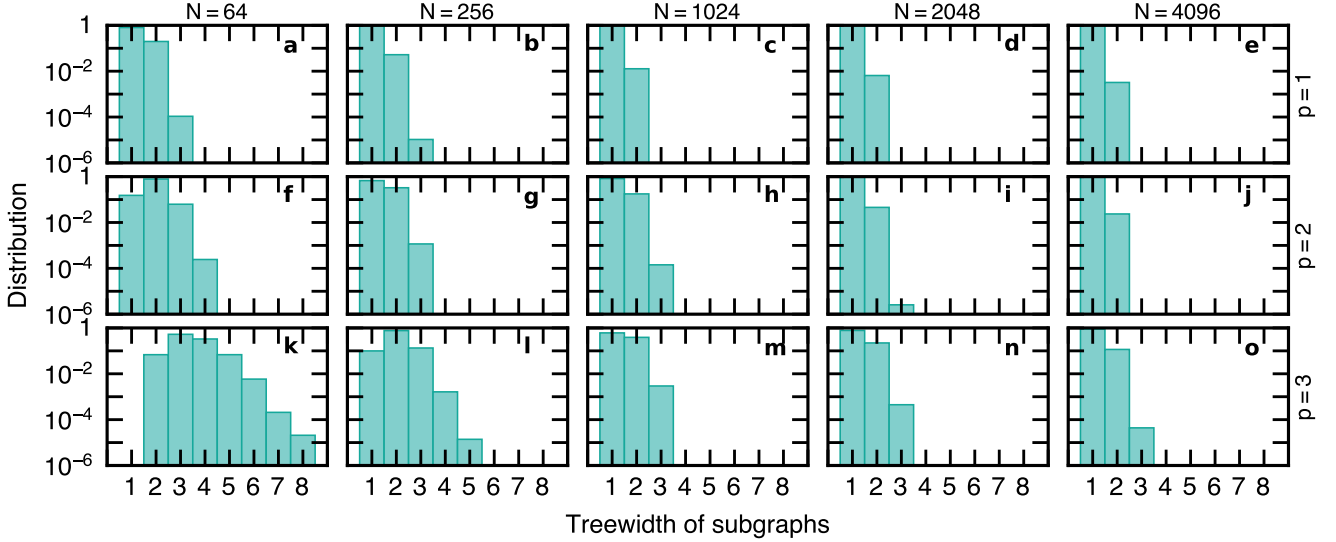 N = 64 N = 256 N = 1024 N = 2048 N = 4096
1 a b c d e
10⁻²
10⁻⁴
10⁻⁶
p = 1
1 f g h i j
10⁻²
10⁻⁴
10⁻⁶
p = 2
1 k l m n o
10⁻²
10⁻⁴
10⁻⁶
p = 3
Distribution
1 2 3 4 5 6 7 8 1 2 3 4 5 6 7 8 1 2 3 4 5 6 7 8 1 2 3 4 5 6 7 8 1 2 3 4 5 6 7 8
Treewidth of subgraphs